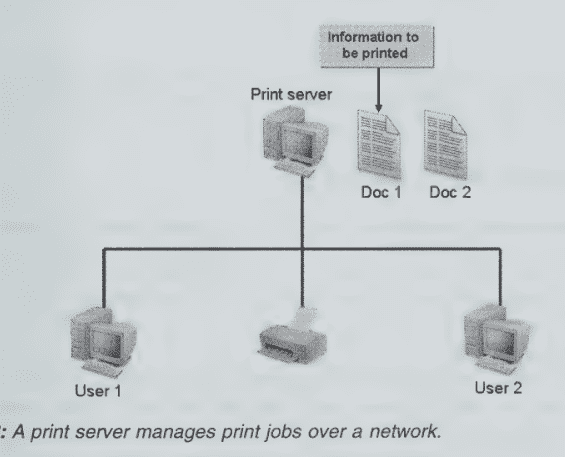 Information to
be printed
Print server
Doc 1
Doc 2
User 1
User 2
: A print server manages print jobs over a network.